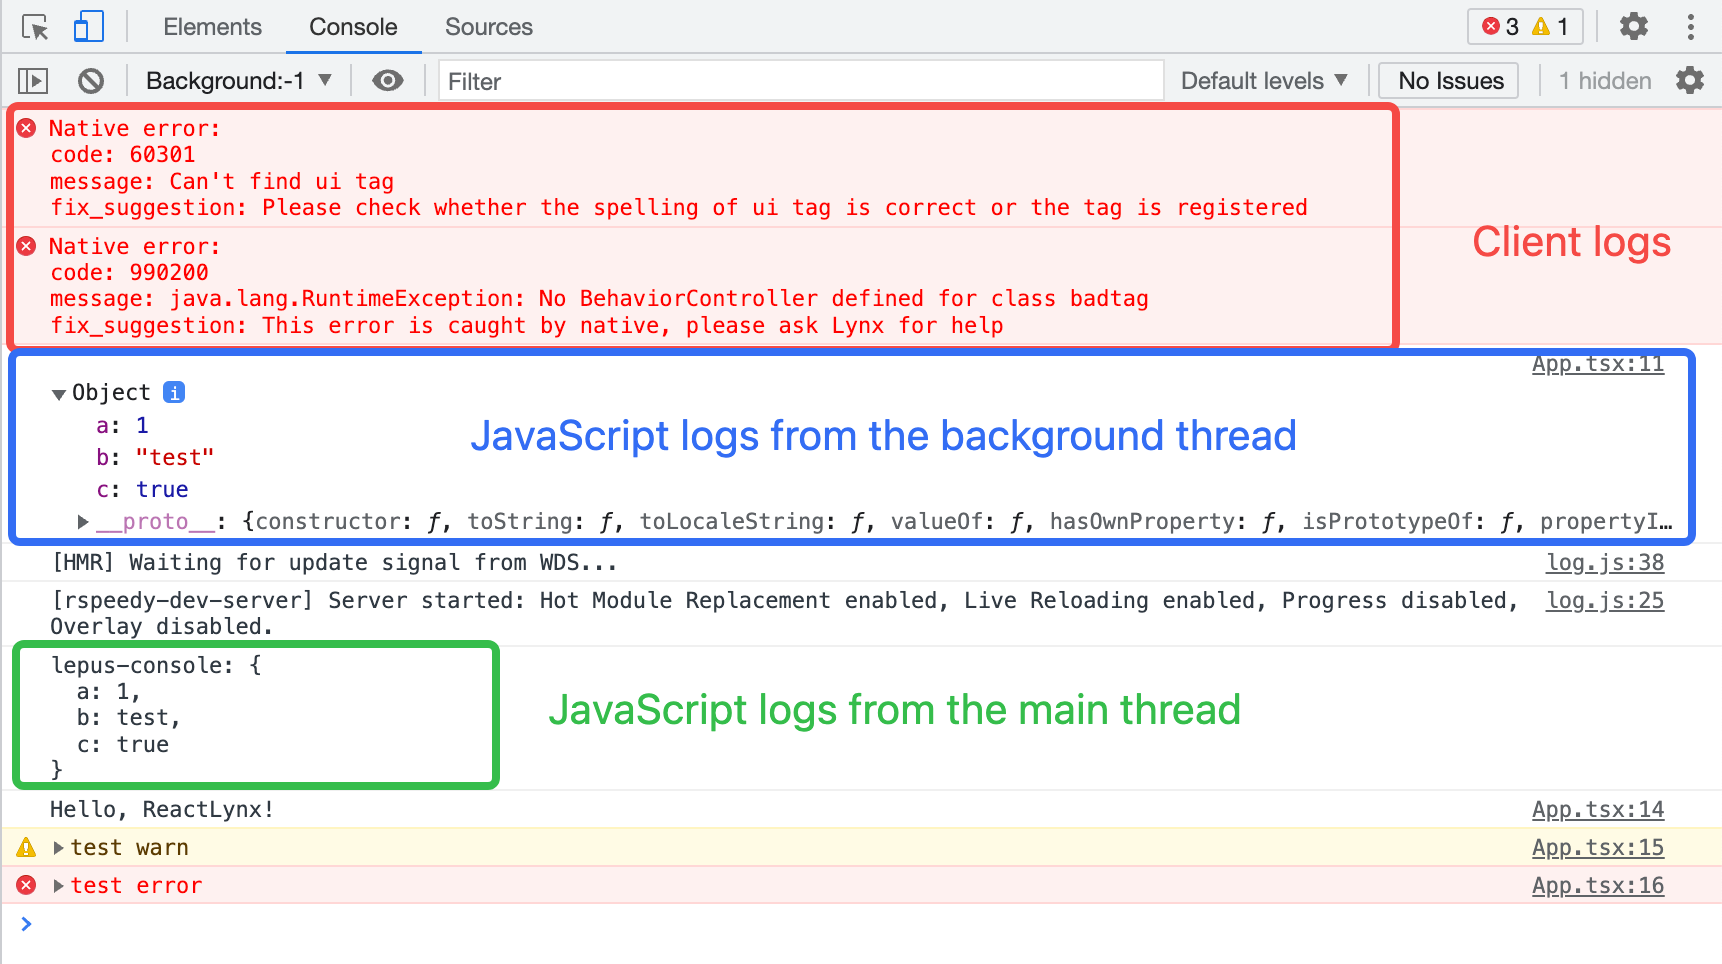 Elements Console Sources 3 1
Background:-1 Filter Default levels No Issues 1 hidden
Native error:
code: 60301
message: Can't find ui tag
fix_suggestion: Please check whether the spelling of ui tag is correct or the tag is registered
Native error:
code: 990200
message: java.lang.RuntimeException: No BehaviorController defined for class badtag
fix_suggestion: This error is caught by native, please ask Lynx for help
Client logs
App.tsx:11
Object i
a: 1
b: "test"
c: true
__proto__: {constructor: ƒ, toString: ƒ, toLocaleString: ƒ, valueOf: ƒ, hasOwnProperty: ƒ, isPrototypeOf: ƒ, propertyI…
JavaScript logs from the background thread
[HMR] Waiting for update signal from WDS... log.js:38
[rspeedy-dev-server] Server started: Hot Module Replacement enabled, Live Reloading enabled, Progress disabled, log.js:25
Overlay disabled.
lepus-console: {
a: 1,
b: test,
c: true
}
JavaScript logs from the main thread
Hello, ReactLynx! App.tsx:14
test warn App.tsx:15
test error App.tsx:16